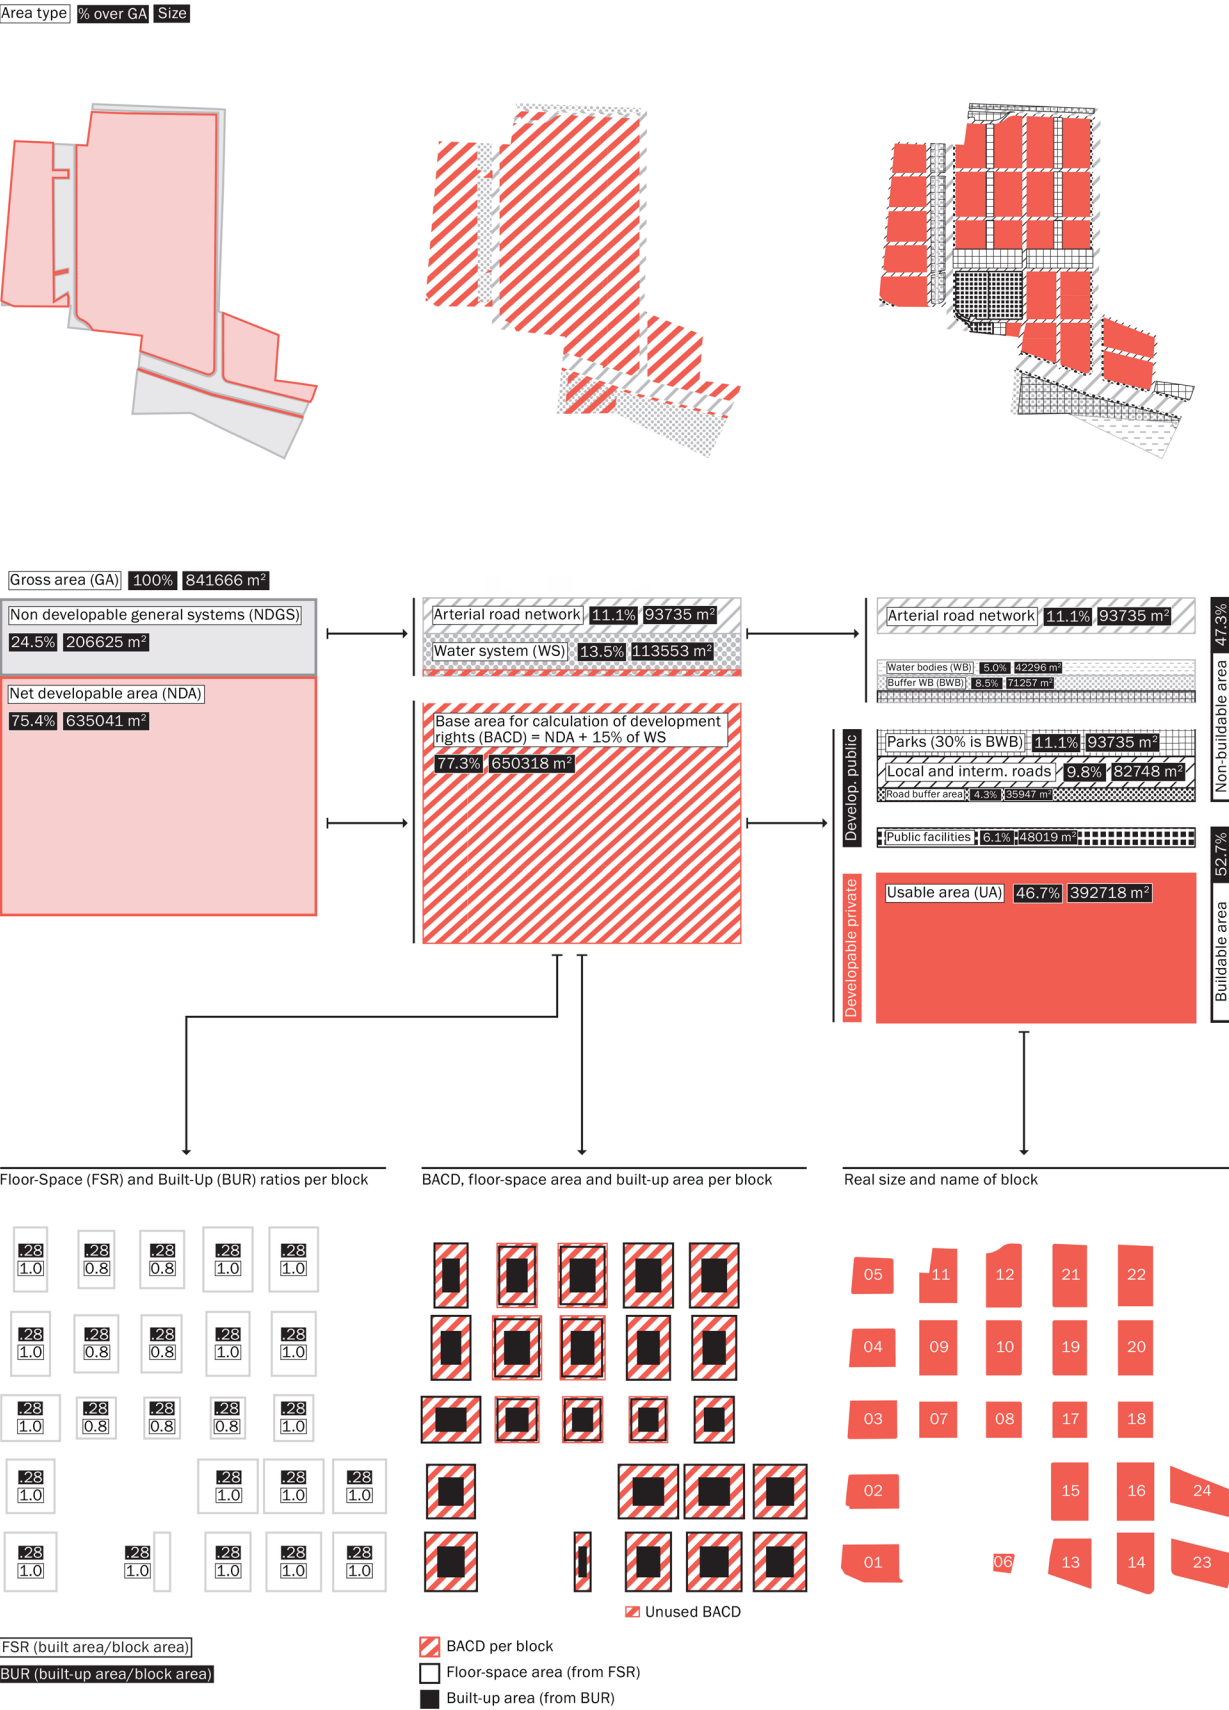 Area type % over GA Size
Gross area (GA) 100% 841666 m²
Non developable general systems (NDGS)
24.5% 206625 m²
Net developable area (NDA)
75.4% 635041 m²
Arterial road network 11.1% 93735 m²
Water system (WS) 13.5% 113553 m²
Base area for calculation of development
rights (BACD) = NDA + 15% of WS
77.3% 650318 m²
Arterial road network 11.1% 93735 m²
Water bodies (WB) 5.0% 42296 m²
Buffer WB (BWB) 8.5% 71257 m²
Parks (30% is BWB) 11.1% 93735 m²
Local and interm. roads 9.8% 82748 m²
Road buffer area 4.3% 35947 m²
Public facilities 6.1% 48019 m²
Usable area (UA) 46.7% 392718 m²
Develop. public
Developable private
Non-buildable area 47.3%
Buildable area 52.7%
Floor-Space (FSR) and Built-Up (BUR) ratios per block
.28 .28 .28 .28 .28
1.0 0.8 0.8 1.0 1.0
.28 .28 .28 .28 .28
1.0 0.8 0.8 1.0 1.0
.28 .28 .28 .28 .28
1.0 0.8 0.8 0.8 1.0
.28 .28 .28 .28
1.0 1.0 1.0 1.0
.28 .28 .28 .28 .28
1.0 1.0 1.0 1.0 1.0
FSR (built area/block area)
BUR (built-up area/block area)
BACD, floor-space area and built-up area per block
Unused BACD
BACD per block
Floor-space area (from FSR)
Built-up area (from BUR)
Real size and name of block
05 11 12 21 22
04 09 10 19 20
03 07 08 17 18
02 15 16 24
01 06 13 14 23